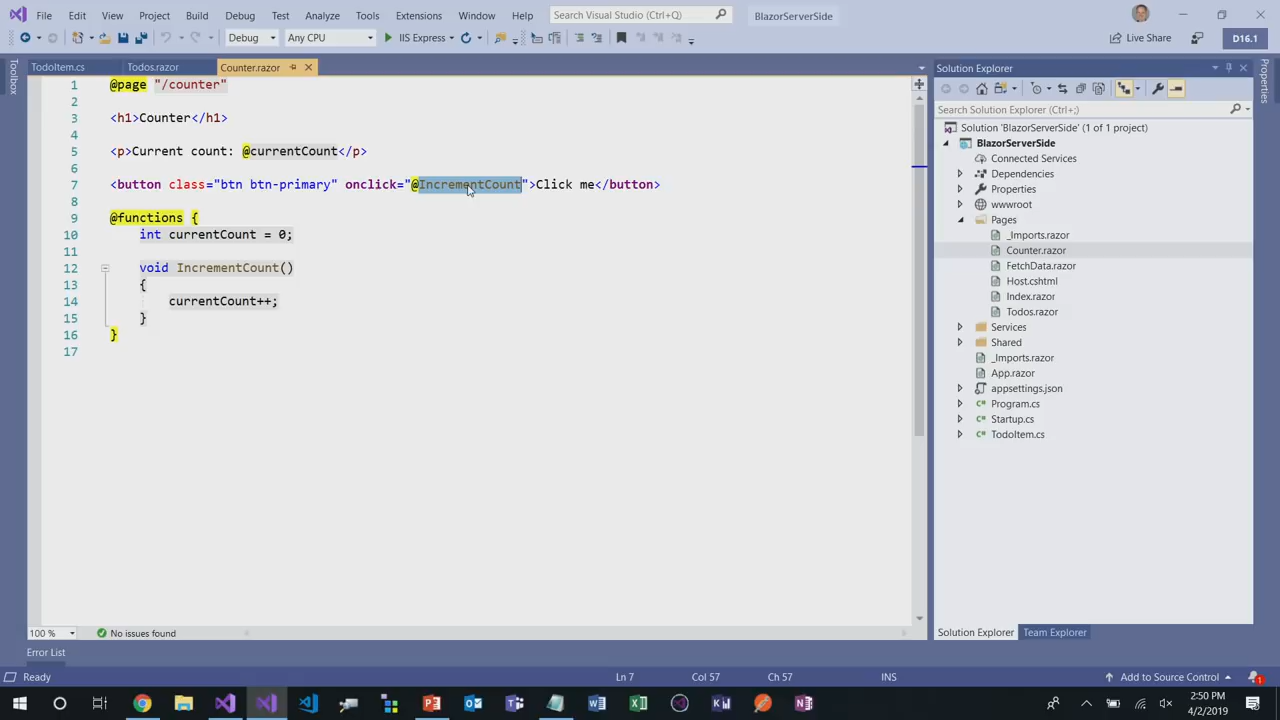 File Edit View Project Build Debug Test Analyze Tools Extensions Window Help Search Visual Studio (Ctrl+Q) BlazorServerSide
Debug Any CPU IIS Express Live Share D16.1
Toolbox
TodoItem.cs Todos.razor Counter.razor
1 @page "/counter"
2
3 <h1>Counter</h1>
4
5 <p>Current count: @currentCount</p>
6
7 <button class="btn btn-primary" onclick="@IncrementCount">Click me</button>
8
9 @functions {
10 int currentCount = 0;
11
12 void IncrementCount()
13 {
14 currentCount++;
15 }
16 }
17
100 % No issues found
Solution Explorer
Search Solution Explorer (Ctrl+;)
Solution 'BlazorServerSide' (1 of 1 project)
BlazorServerSide
Connected Services
Dependencies
Properties
wwwroot
Pages
_Imports.razor
Counter.razor
FetchData.razor
Host.cshtml
Index.razor
Todos.razor
Services
Shared
_Imports.razor
App.razor
appsettings.json
Program.cs
Startup.cs
TodoItem.cs
Solution Explorer Team Explorer
Properties
Error List
Ready Ln 7 Col 57 Ch 57 INS Add to Source Control 1
2:50 PM
4/2/2019